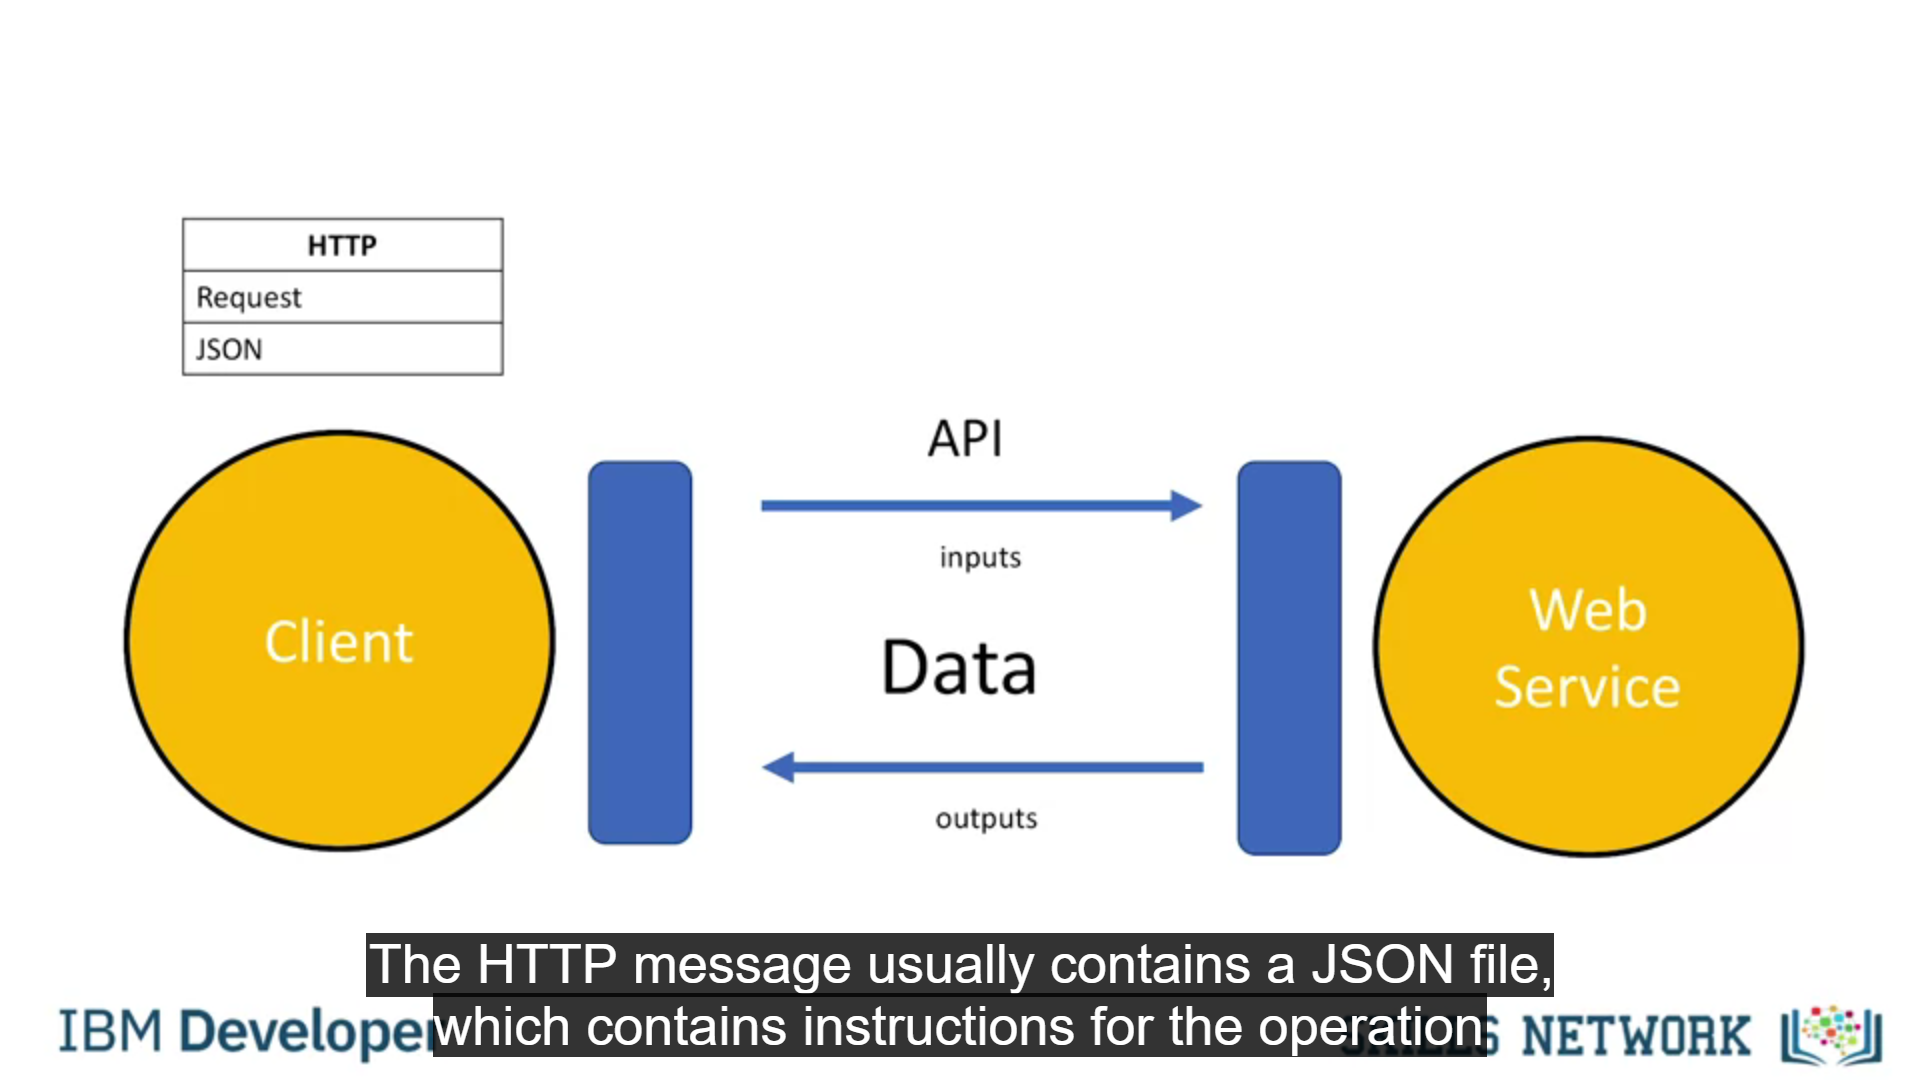 HTTP
Request
JSON
API
inputs
Client
Data
Web
Service
outputs
The HTTP message usually contains a JSON file,
which contains instructions for the operation
IBM Developer
SKILLS NETWORK